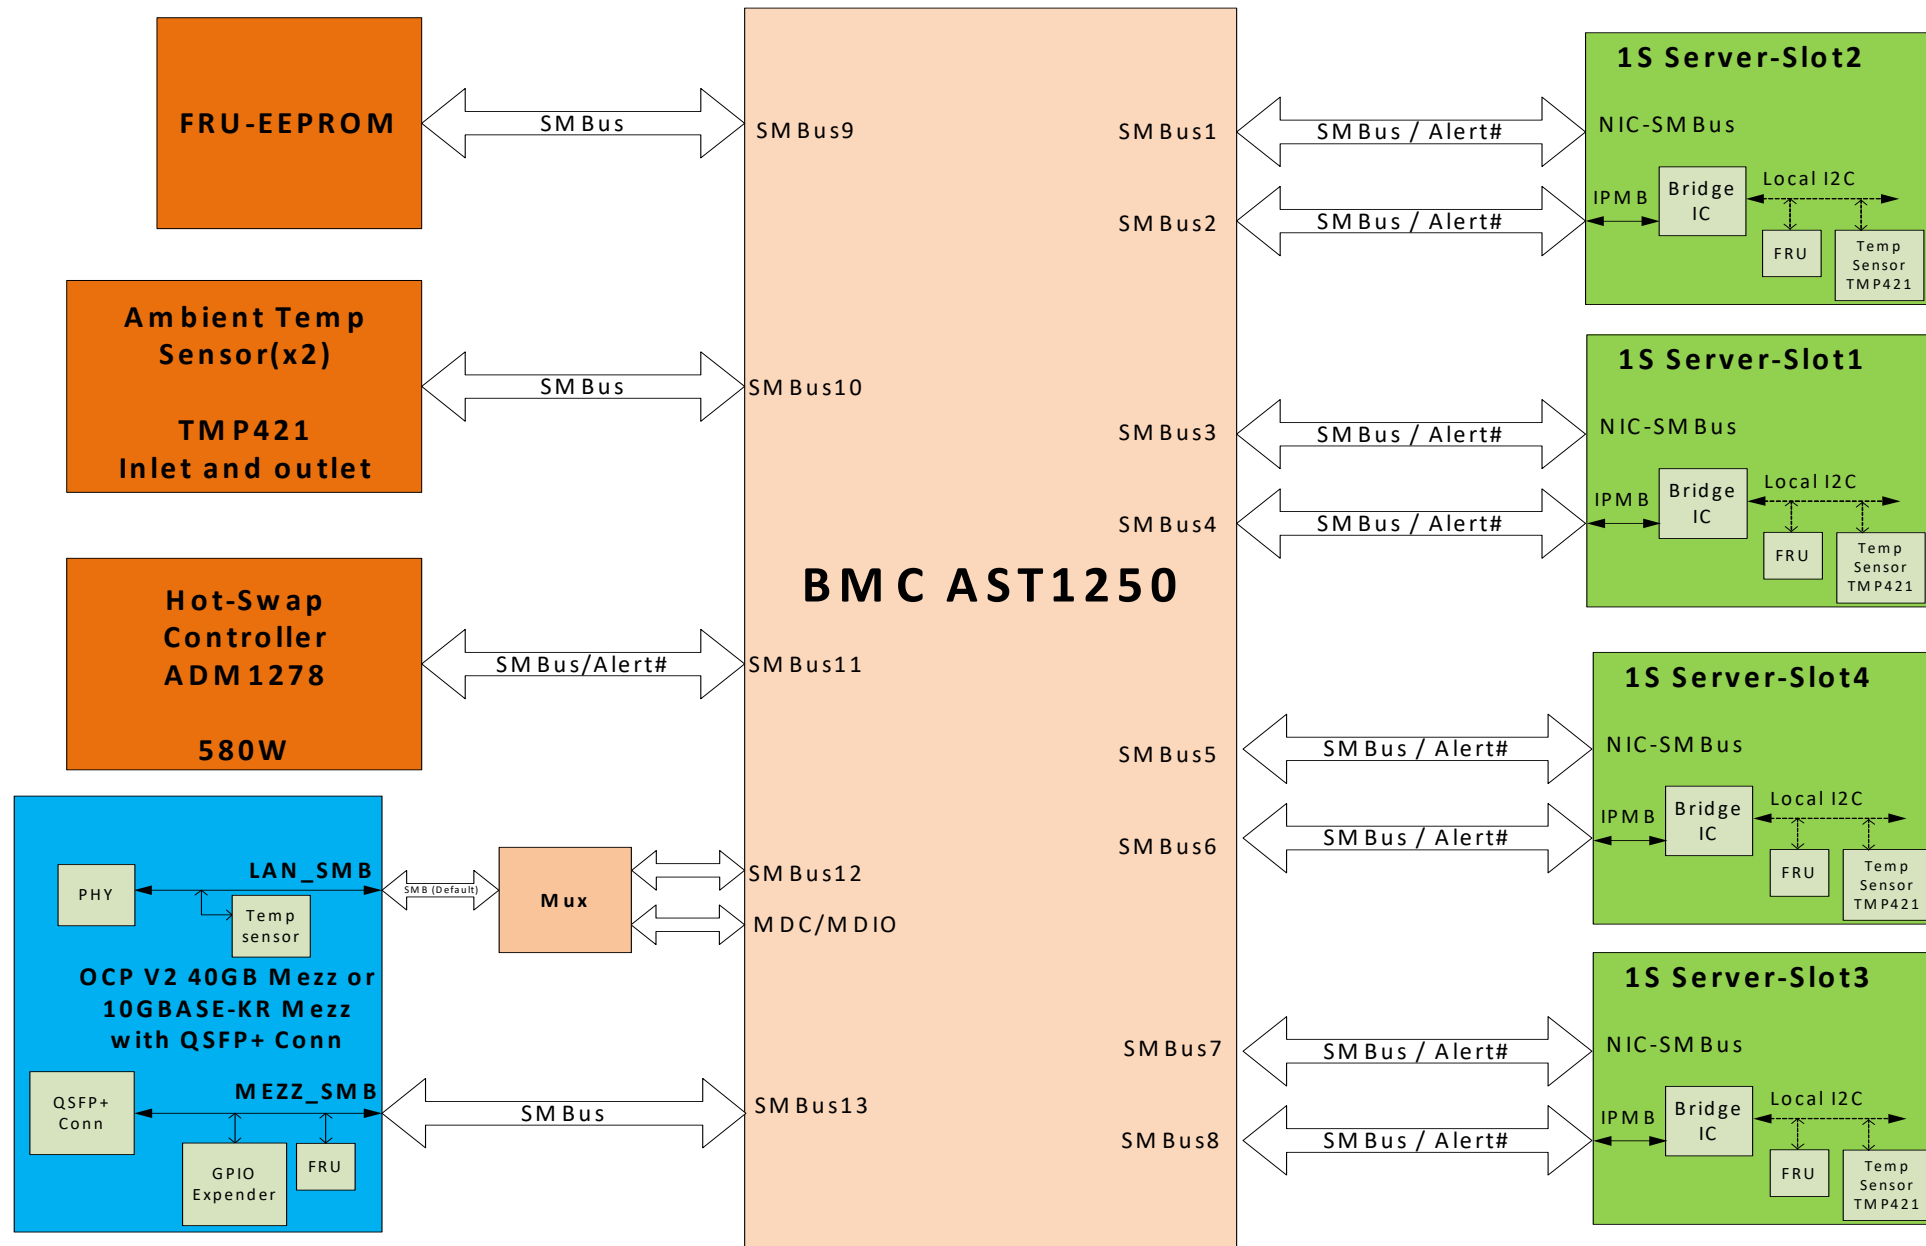 FRU-EEPROM
SMBus
SMBus9
Ambient Temp
Sensor(x2)
TMP421
Inlet and outlet
SMBus
SMBus10
Hot-Swap
Controller
ADM1278
580W
SMBus/Alert#
SMBus11
PHY
LAN_SMB
Temp
sensor
OCP V2 40GB Mezz or
10GBASE-KR Mezz
with QSFP+ Conn
QSFP+
Conn
MEZZ_SMB
GPIO
Expender
FRU
SMB (Default)
Mux
SMBus12
MDC/MDIO
SMBus
SMBus13
BMC AST1250
SMBus1
SMBus / Alert#
SMBus2
SMBus / Alert#
1S Server-Slot2
NIC-SMBus
IPMB
Bridge
IC
Local I2C
FRU
Temp
Sensor
TMP421
SMBus3
SMBus / Alert#
SMBus4
SMBus / Alert#
1S Server-Slot1
NIC-SMBus
IPMB
Bridge
IC
Local I2C
FRU
Temp
Sensor
TMP421
SMBus5
SMBus / Alert#
SMBus6
SMBus / Alert#
1S Server-Slot4
NIC-SMBus
IPMB
Bridge
IC
Local I2C
FRU
Temp
Sensor
TMP421
SMBus7
SMBus / Alert#
SMBus8
SMBus / Alert#
1S Server-Slot3
NIC-SMBus
IPMB
Bridge
IC
Local I2C
FRU
Temp
Sensor
TMP421